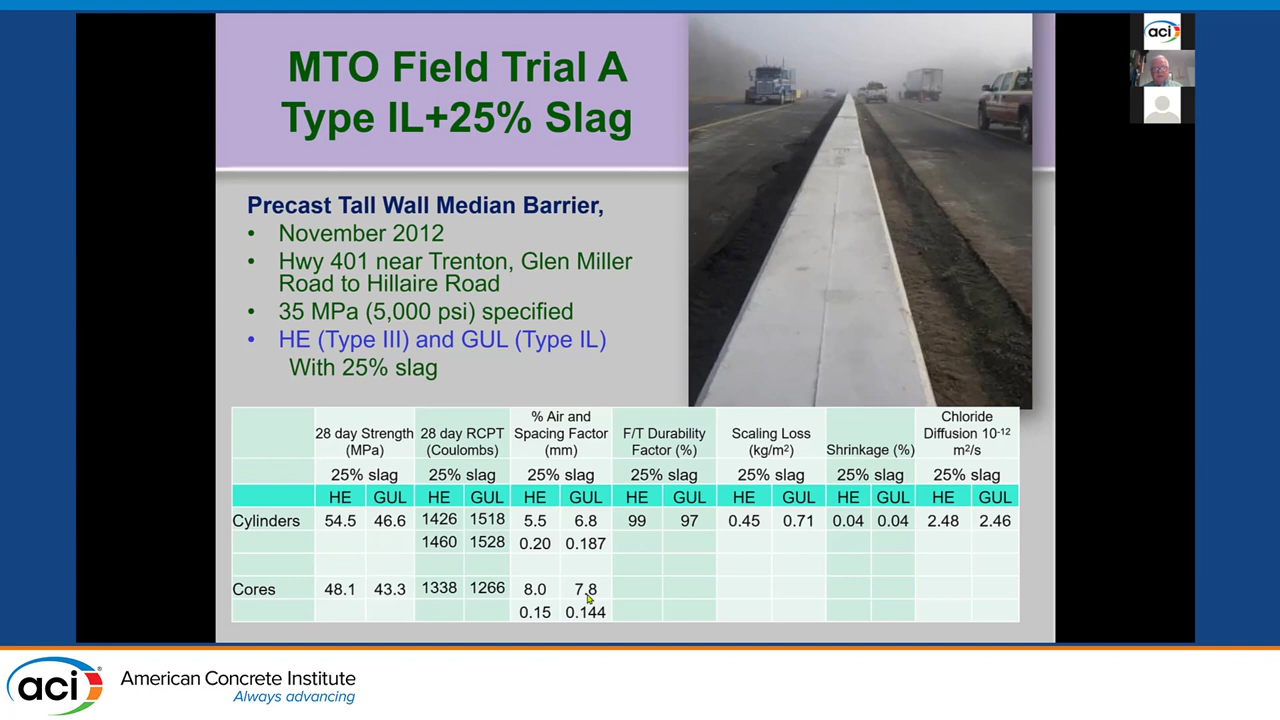 MTO Field Trial A
Type IL+25% Slag
aci
Precast Tall Wall Median Barrier,
• November 2012
• Hwy 401 near Trenton, Glen Miller
Road to Hillaire Road
• 35 MPa (5,000 psi) specified
• HE (Type III) and GUL (Type IL)
With 25% slag
28 day Strength (MPa) 28 day RCPT (Coulombs) % Air and Spacing Factor (mm) F/T Durability Factor (%) Scaling Loss (kg/m²) Shrinkage (%) Chloride Diffusion 10⁻¹² m²/s
25% slag 25% slag 25% slag 25% slag 25% slag 25% slag 25% slag
HE GUL HE GUL HE GUL HE GUL HE GUL HE GUL HE GUL
Cylinders 54.5 46.6 1426 1518 5.5 6.8 99 97 0.45 0.71 0.04 0.04 2.48 2.46
1460 1528 0.20 0.187
Cores 48.1 43.3 1338 1266 8.0 7.8
0.15 0.144
aci®
American Concrete Institute
Always advancing